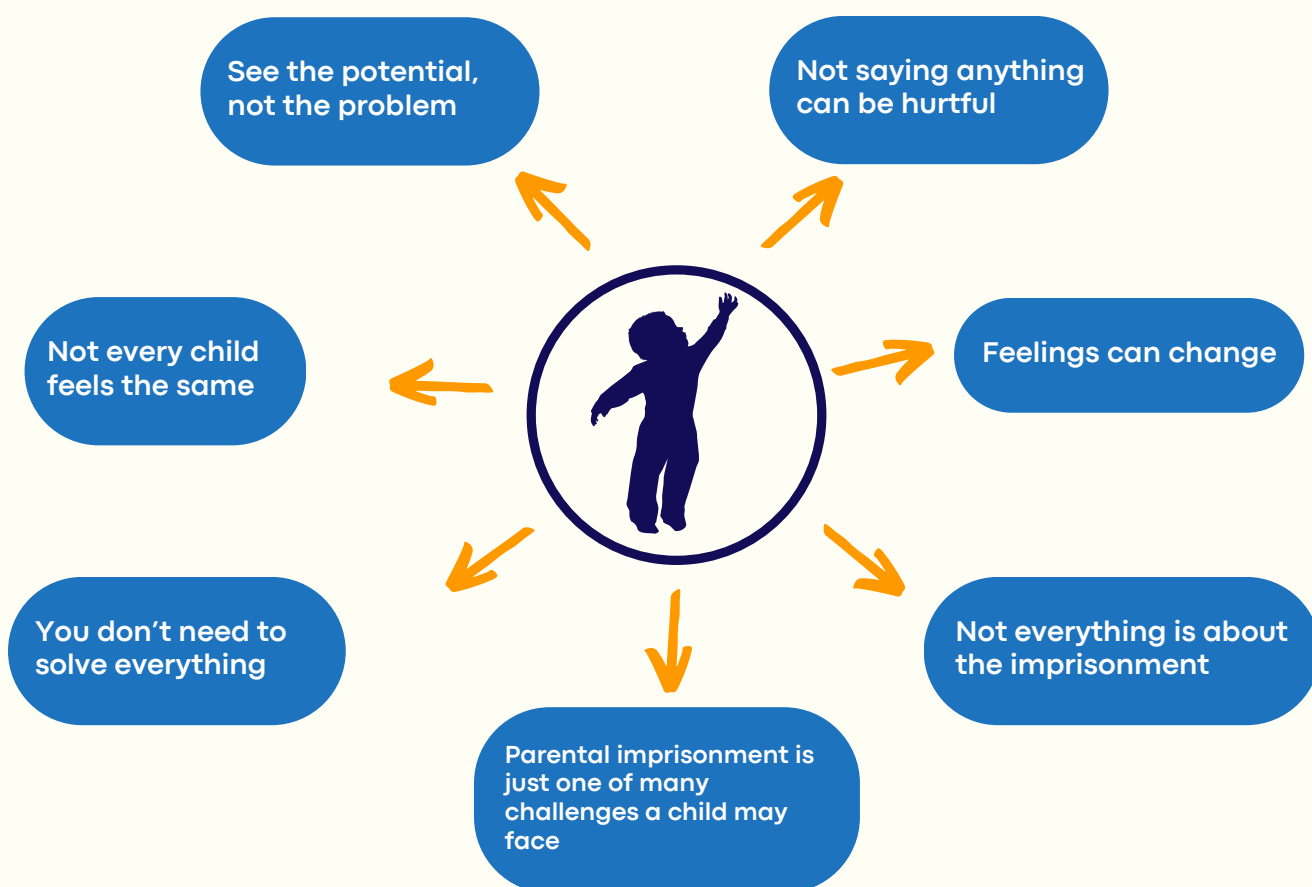 See the potential,
not the problem
Not saying anything
can be hurtful
Not every child
feels the same
Feelings can change
You don’t need to
solve everything
Not everything is about
the imprisonment
Parental imprisonment is
just one of many
challenges a child may
face